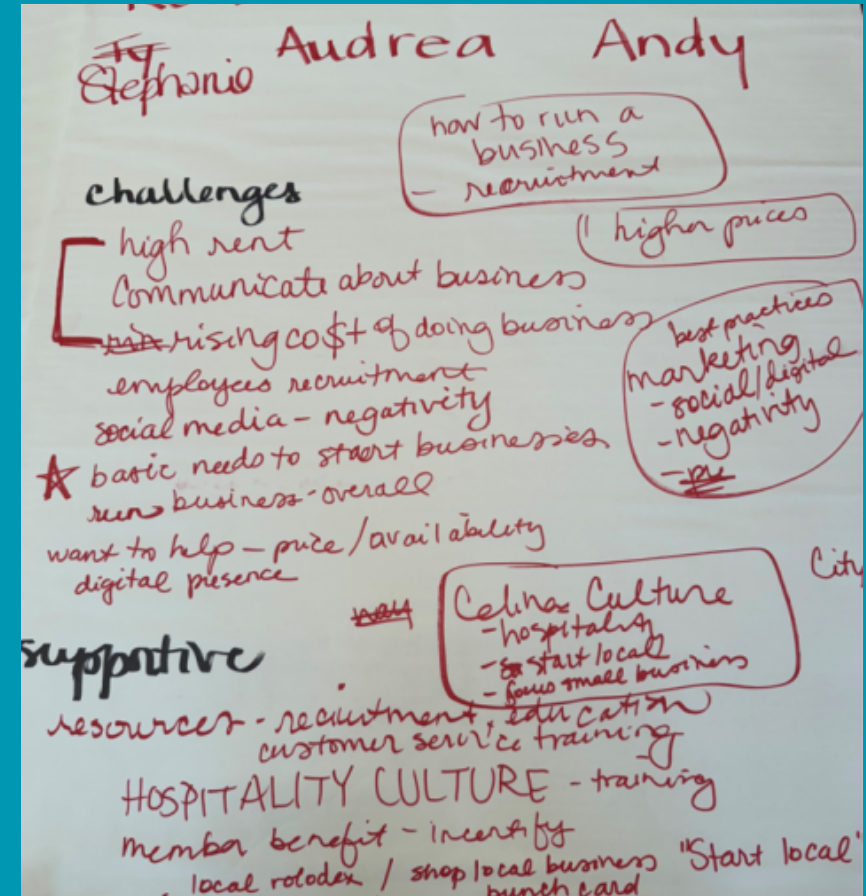 Stephanie Audrea Andy
how to run a
business
- recruitment
challenges
high rent
higher prices
Communicate about business
rising co$t of doing business
best practices
marketing
- social/digital
- negativity
employees recruitment
social media - negativity
basic needs to start businesses
run business - overall
want to help - price/availability
digital presence
City
Celina Culture
- hospitality
- start local
- focus small business
supportive
resources - recruitment, education
customer service training
HOSPITALITY CULTURE - training
member benefit - incentify
local rolodex / shop local business "Start local"
punch card